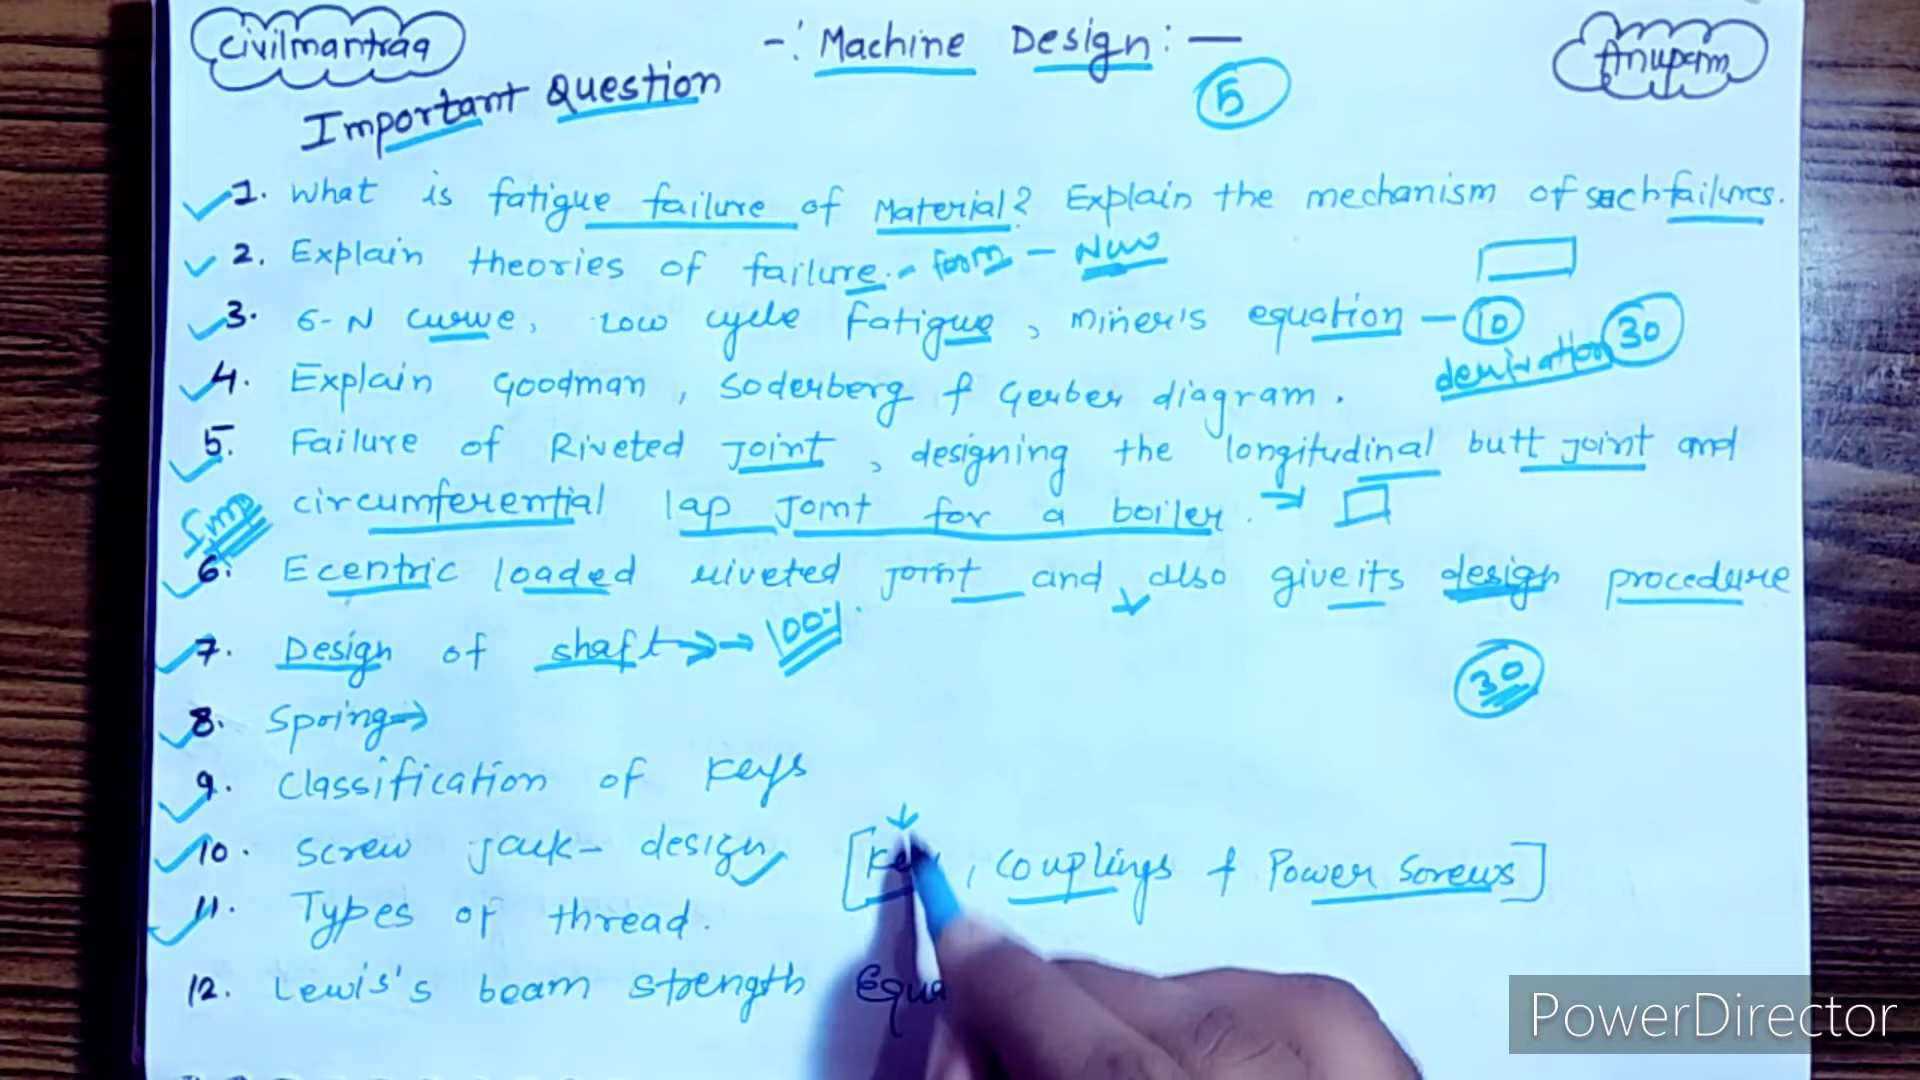 civilmantraa
-: Machine Design:-
Anupam
5
Important Question
1. What is fatigue failure of Material? Explain the mechanism of such failures.
2. Explain theories of failure. - form - Num
3. 6-N curve, Low cycle fatigue, miner's equation - 10
derivation 30
4. Explain Goodman, Soderberg & Gerber diagram.
5. Failure of Riveted Joint, designing the longitudinal butt joint and
circumferential lap Joint for a boiler. →
Imp
6. Ecentric loaded riveted joint and also give its design procedure
7. Design of shaft →→ 100%.
30
8. Spring→
9. Classification of keys
10. Screw jack- design [Key, Couplings & Power Screws]
11. Types of thread.
12. Lewis's beam strength Equa
PowerDirector